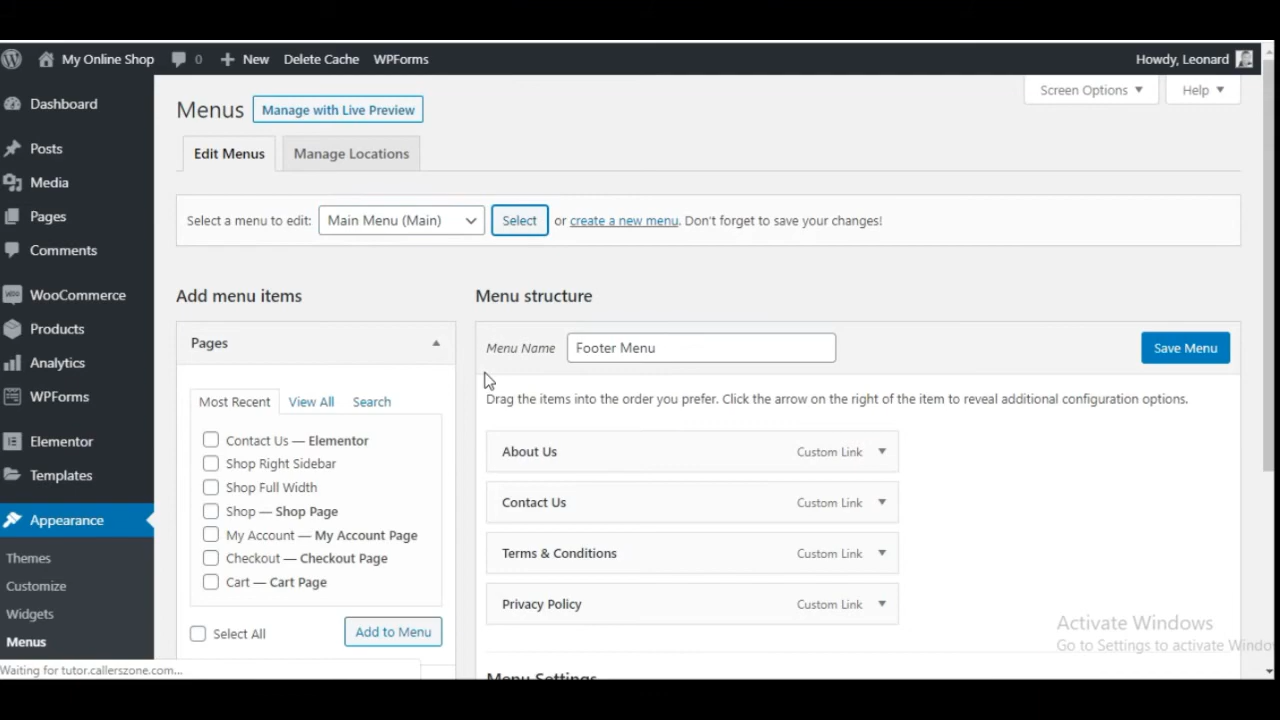 My Online Shop 0 New Delete Cache WPForms Howdy, Leonard
Dashboard
Posts
Media
Pages
Comments
WooCommerce
Products
Analytics
WPForms
Elementor
Templates
Appearance
Themes
Customize
Widgets
Menus
Screen Options Help
Menus Manage with Live Preview
Edit Menus Manage Locations
Select a menu to edit: Main Menu (Main) Select or create a new menu. Don't forget to save your changes!
Add menu items
Pages
Most Recent View All Search
Contact Us — Elementor
Shop Right Sidebar
Shop Full Width
Shop — Shop Page
My Account — My Account Page
Checkout — Checkout Page
Cart — Cart Page
Select All Add to Menu
Menu structure
Menu Name Footer Menu Save Menu
Drag the items into the order you prefer. Click the arrow on the right of the item to reveal additional configuration options.
About Us Custom Link
Contact Us Custom Link
Terms & Conditions Custom Link
Privacy Policy Custom Link
Menu Settings
Activate Windows
Go to Settings to activate Windo
Waiting for tutor.callerszone.com...